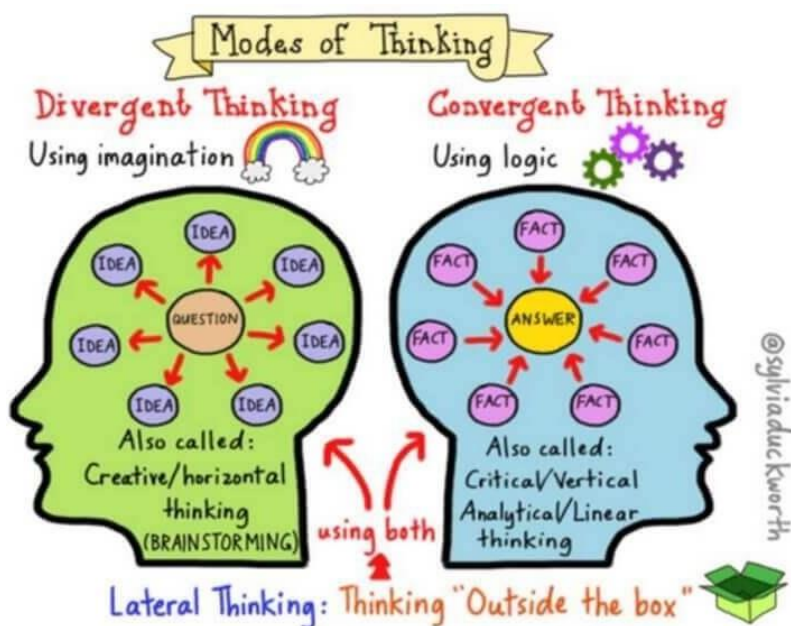 Modes of Thinking
Divergent Thinking
Using imagination
IDEA
IDEA
IDEA
IDEA
IDEA
IDEA
IDEA
QUESTION
Also called:
Creative/horizontal
thinking
(BRAINSTORMING)
Convergent Thinking
Using logic
FACT
FACT
FACT
FACT
FACT
FACT
FACT
ANSWER
Also called:
Critical/Vertical
Analytical/Linear
thinking
using both
Lateral Thinking: Thinking "Outside the box"
@sylviaduckworth